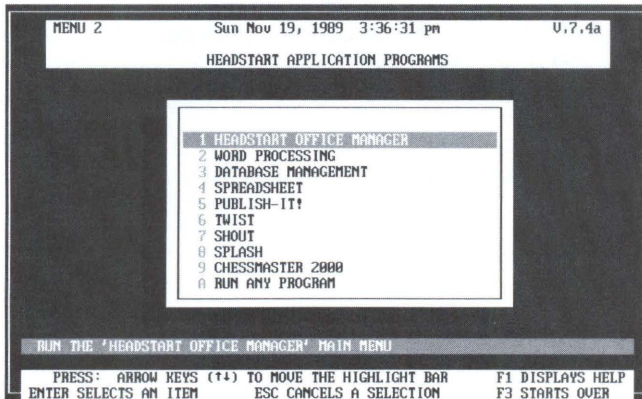 MENU 2 Sun Nov 19, 1989 3:36:31 pm V.7.4a
HEADSTART APPLICATION PROGRAMS
1 HEADSTART OFFICE MANAGER
2 WORD PROCESSING
3 DATABASE MANAGEMENT
4 SPREADSHEET
5 PUBLISH-IT!
6 TWIST
7 SHOUT
8 SPLASH
9 CHESSMASTER 2000
A RUN ANY PROGRAM
RUN THE 'HEADSTART OFFICE MANAGER' MAIN MENU
PRESS: ARROW KEYS (↑↓) TO MOVE THE HIGHLIGHT BAR F1 DISPLAYS HELP
ENTER SELECTS AN ITEM ESC CANCELS A SELECTION F3 STARTS OVER